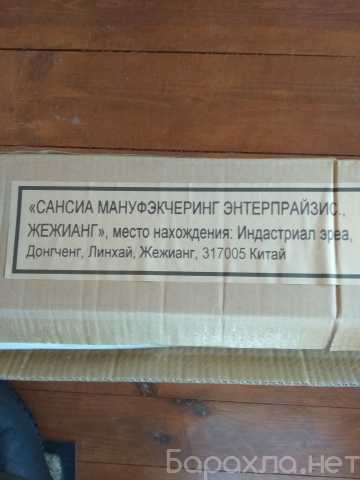 «САНСИА МАНУФЭКЧЕРИНГ ЭНТЕРПРАЙЗИС.,
ЖЕЖИАНГ», место нахождения: Индастриал эреа,
Донгченг, Линхай, Жежианг, 317005 Китай
Барахла.нет